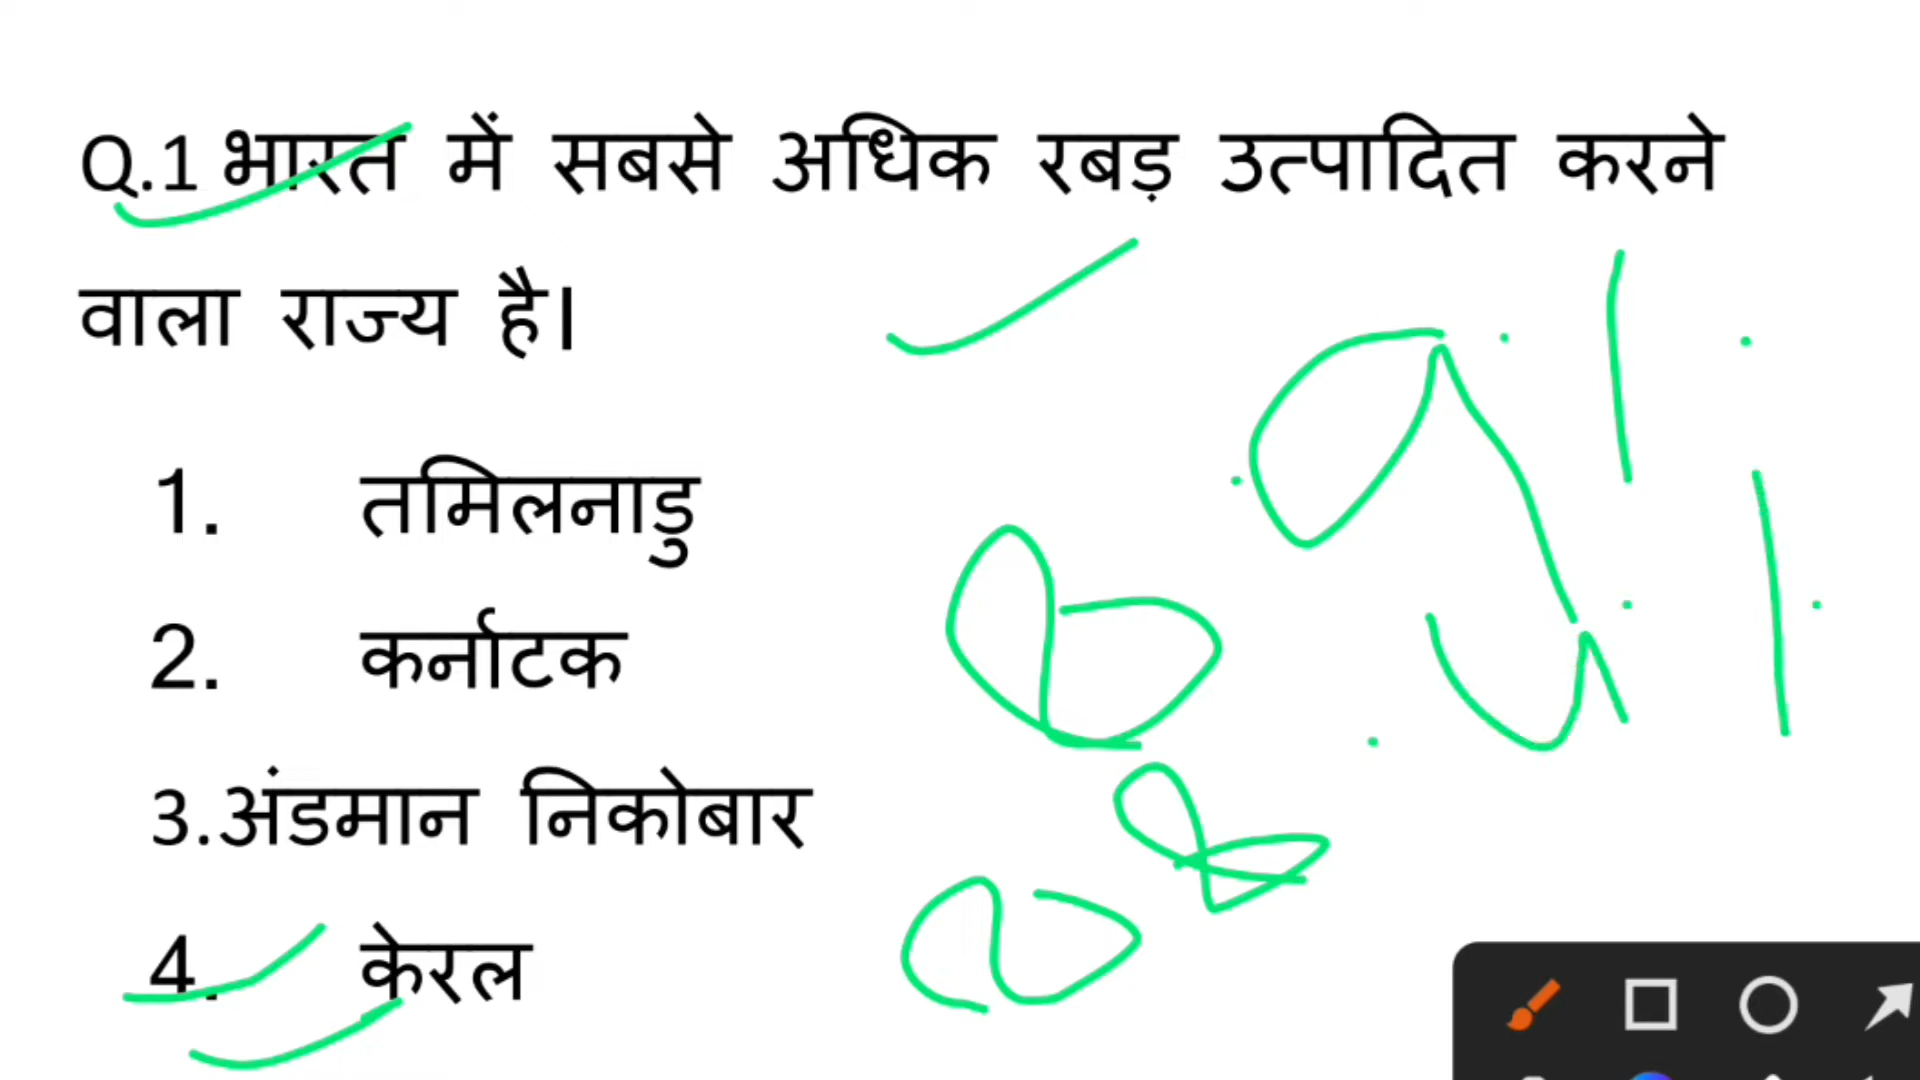 Q.1 भारत में सबसे अधिक रबड़ उत्पादित करने
वाला राज्य है।
1. तमिलनाडु
2. कर्नाटक
3.अंडमान निकोबार
4. केरल